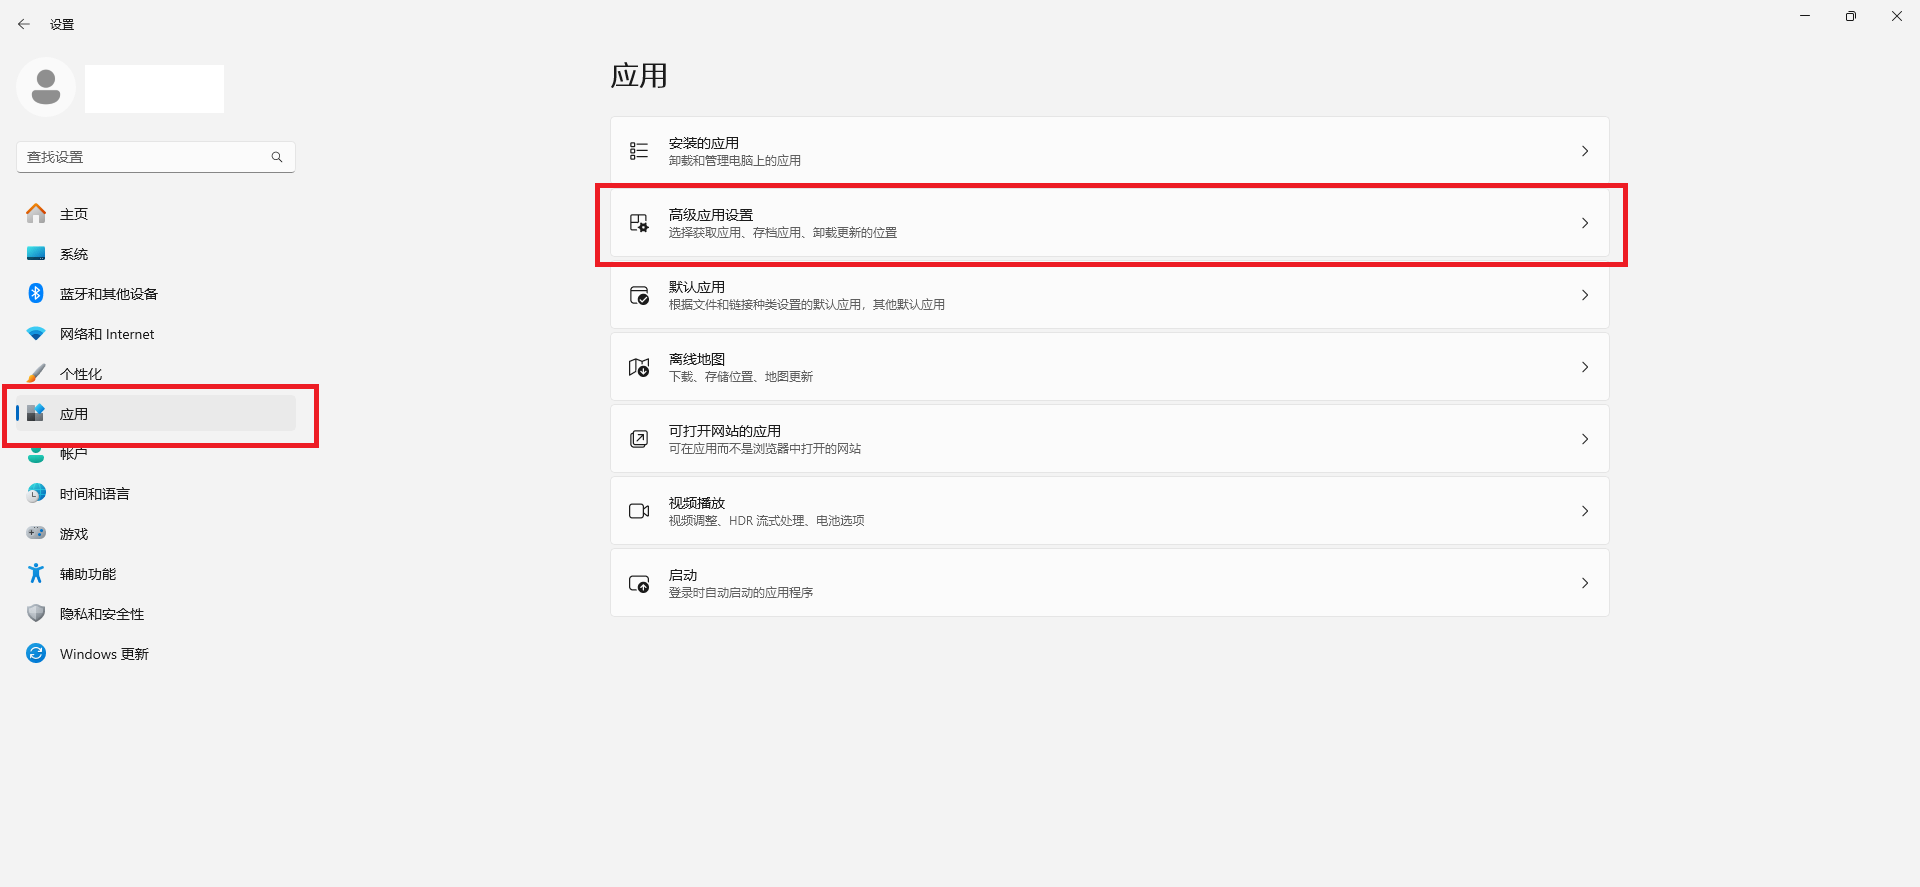 设置
查找设置
主页
系统
蓝牙和其他设备
网络和 Internet
个性化
应用
帐户
时间和语言
游戏
辅助功能
隐私和安全性
Windows 更新
应用
安装的应用
卸载和管理电脑上的应用
高级应用设置
选择获取应用、存档应用、卸载更新的位置
默认应用
根据文件和链接种类设置的默认应用，其他默认应用
离线地图
下载、存储位置、地图更新
可打开网站的应用
可在应用而不是浏览器中打开的网站
视频播放
视频调整、HDR 流式处理、电池选项
启动
登录时自动启动的应用程序